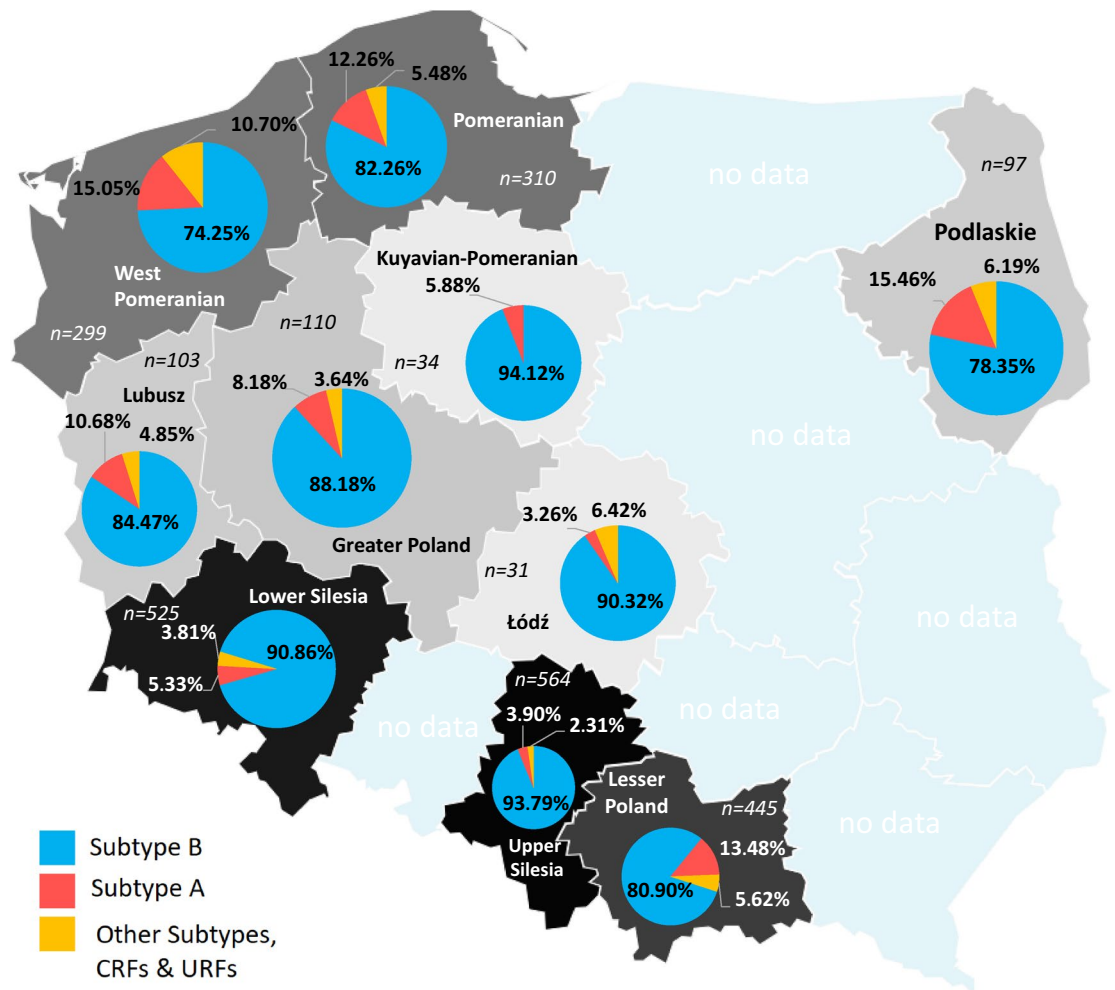 12.26%
5.48%
Pomeranian
82.26%
n=310
10.70%
15.05%
74.25%
West
Pomeranian
n=299
no data
n=97
Podlaskie
15.46%
6.19%
78.35%
Kuyavian-Pomeranian
5.88%
n=34
94.12%
n=110
8.18%
3.64%
88.18%
Greater Poland
n=103
Lubusz
10.68%
4.85%
84.47%
no data
3.26%
6.42%
n=31
90.32%
Łódź
no data
Lower Silesia
n=525
3.81%
90.86%
5.33%
no data
no data
n=564
3.90%
2.31%
93.79%
Upper
Silesia
Lesser
Poland
n=445
13.48%
80.90%
5.62%
no data
Subtype B
Subtype A
Other Subtypes,
CRFs & URFs